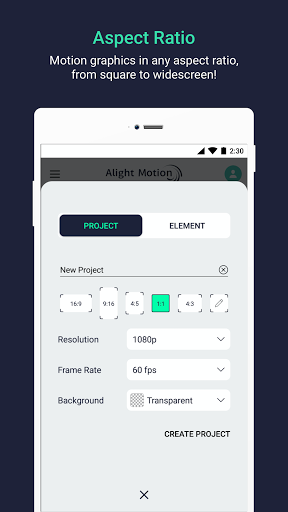 Aspect Ratio
Motion graphics in any aspect ratio,
from square to widescreen!
2:30
Alight Motion
PROJECT ELEMENT
New Project
16:9 9:16 4:5 1:1 4:3
Resolution 1080p
Frame Rate 60 fps
Background Transparent
CREATE PROJECT